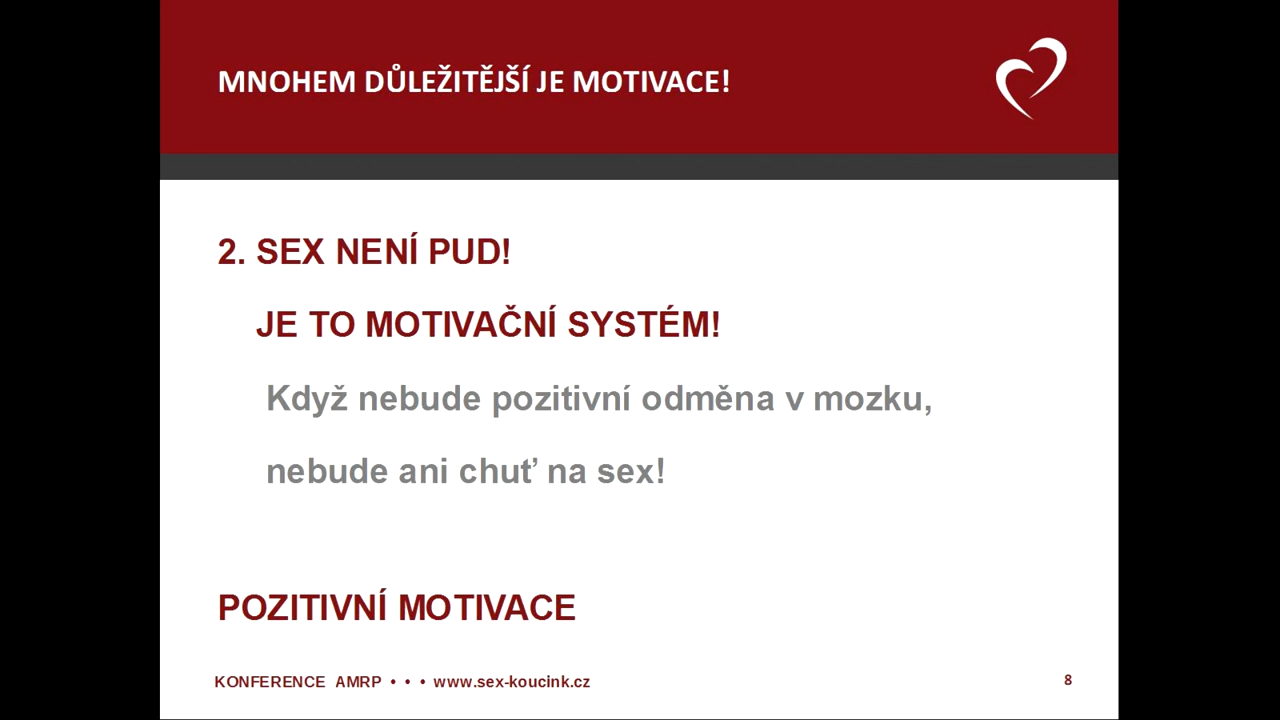 MNOHEM DŮLEŽITĚJŠÍ JE MOTIVACE!
2. SEX NENÍ PUD!
JE TO MOTIVAČNÍ SYSTÉM!
Když nebude pozitivní odměna v mozku,
nebude ani chuť na sex!
POZITIVNÍ MOTIVACE
KONFERENCE AMRP • • • www.sex-koucink.cz
8